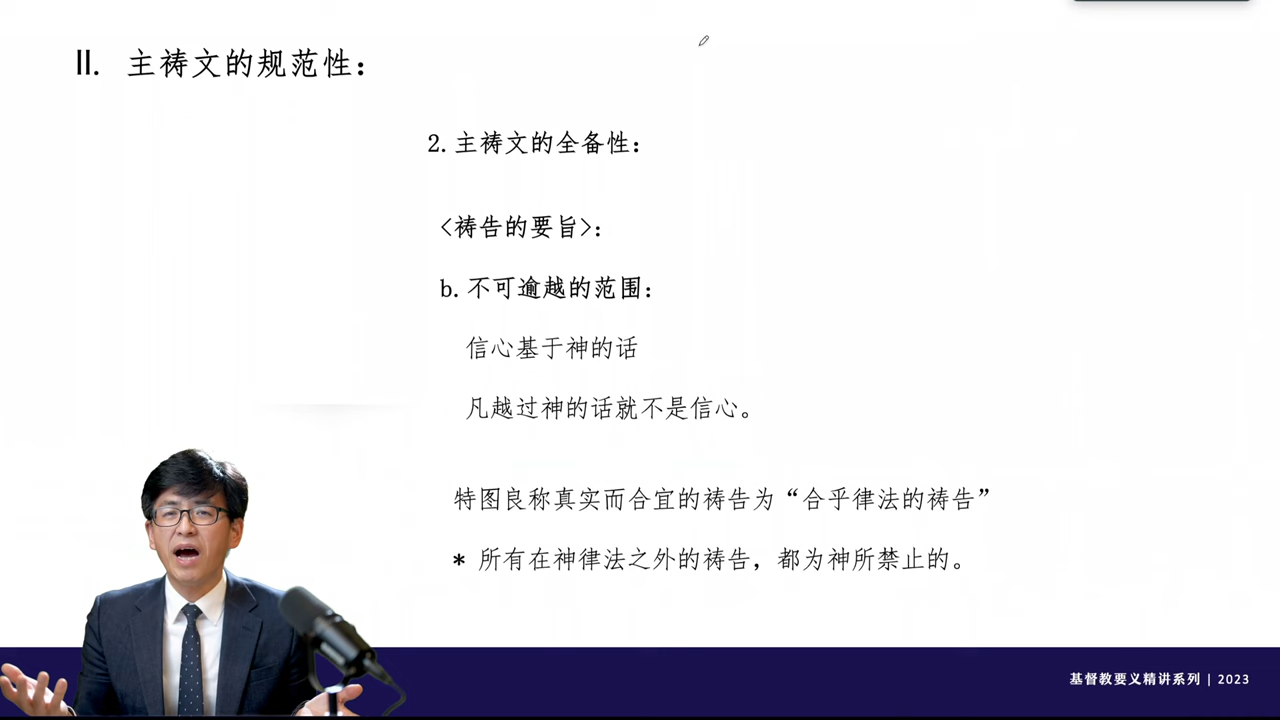 II. 主祷文的规范性：
2.主祷文的全备性：
<祷告的要旨>：
b.不可逾越的范围：
信心基于神的话
凡越过神的话就不是信心。
特图良称真实而合宜的祷告为“合乎律法的祷告”
* 所有在神律法之外的祷告，都为神所禁止的。
基督教要义精讲系列 | 2023